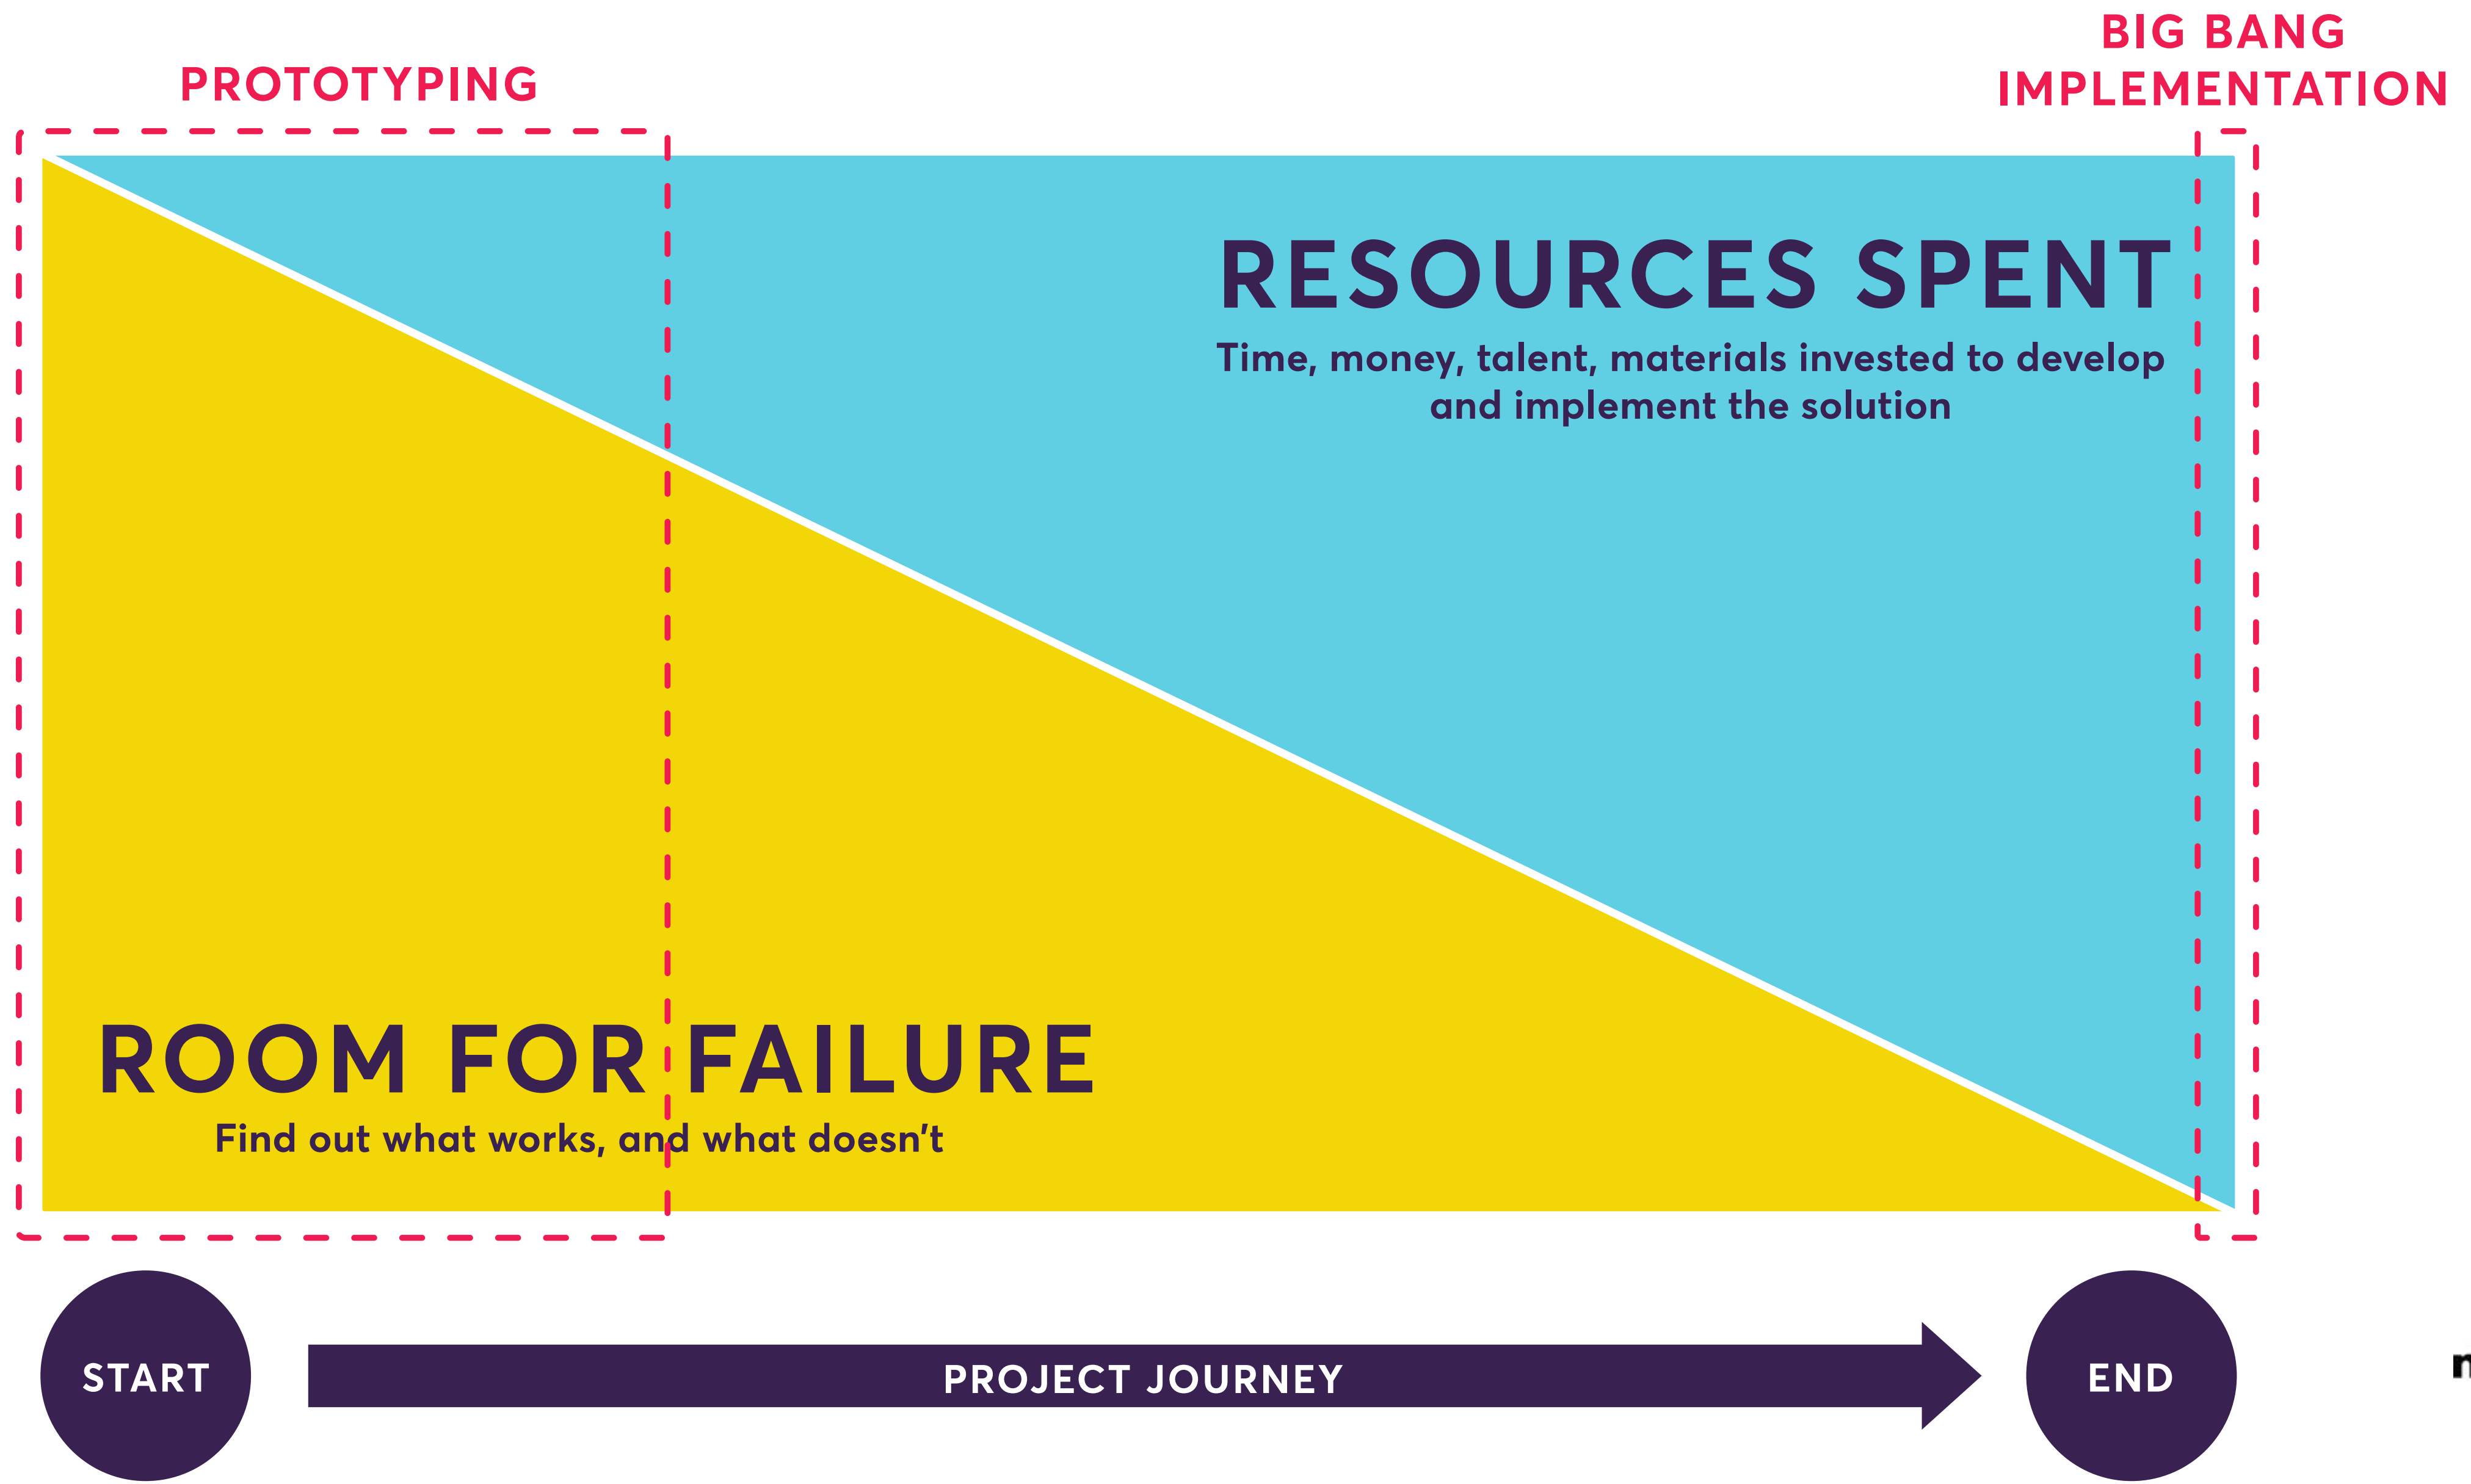 BIG BANG
IMPLEMENTATION
PROTOTYPING
RESOURCES SPENT
Time, money, talent, materials invested to develop
and implement the solution
ROOM FOR FAILURE
Find out what works, and what doesn't
START
PROJECT JOURNEY
END